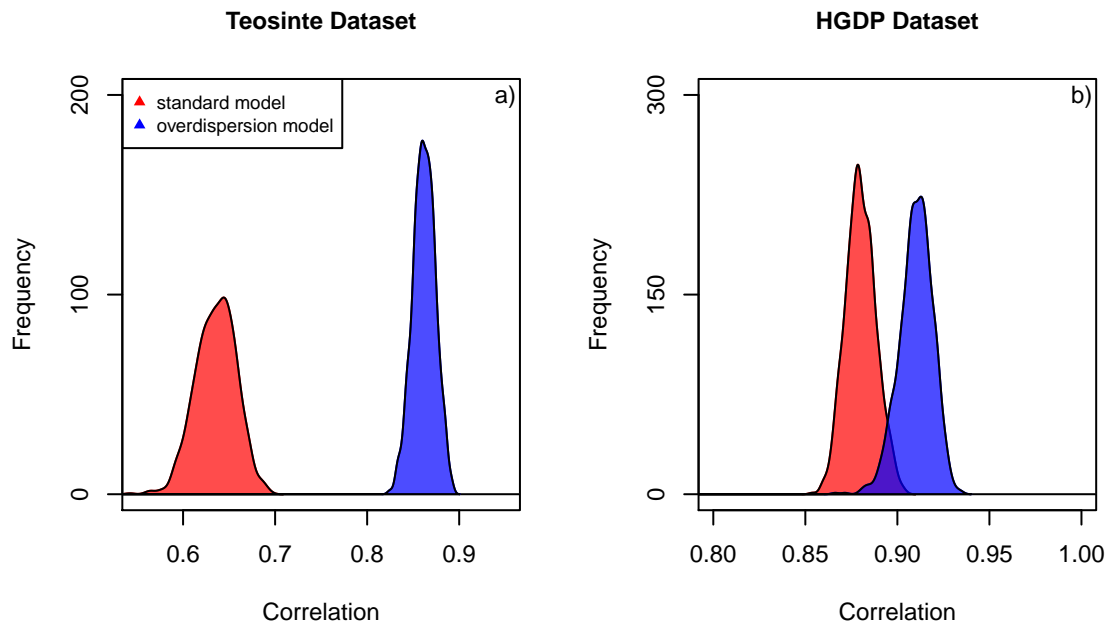 Teosinte Dataset
a)
standard model
overdispersion model
200
100
0
Frequency
0.6 0.7 0.8 0.9
Correlation
HGDP Dataset
b)
300
150
0
Frequency
0.80 0.85 0.90 0.95 1.00
Correlation